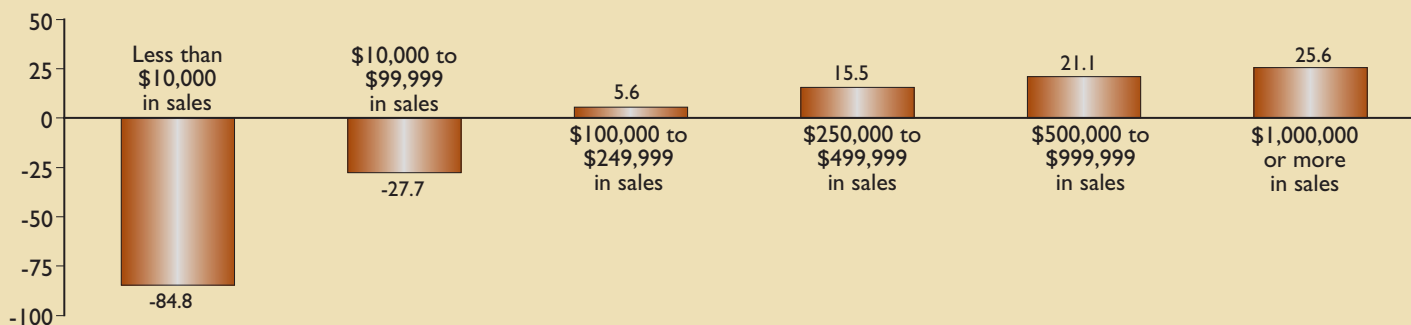 50
25
0
-25
-50
-75
-100
Less than
$10,000
in sales
-84.8
$10,000 to
$99,999
in sales
-27.7
5.6
$100,000 to
$249,999
in sales
15.5
$250,000 to
$499,999
in sales
21.1
$500,000 to
$999,999
in sales
25.6
$1,000,000
or more
in sales